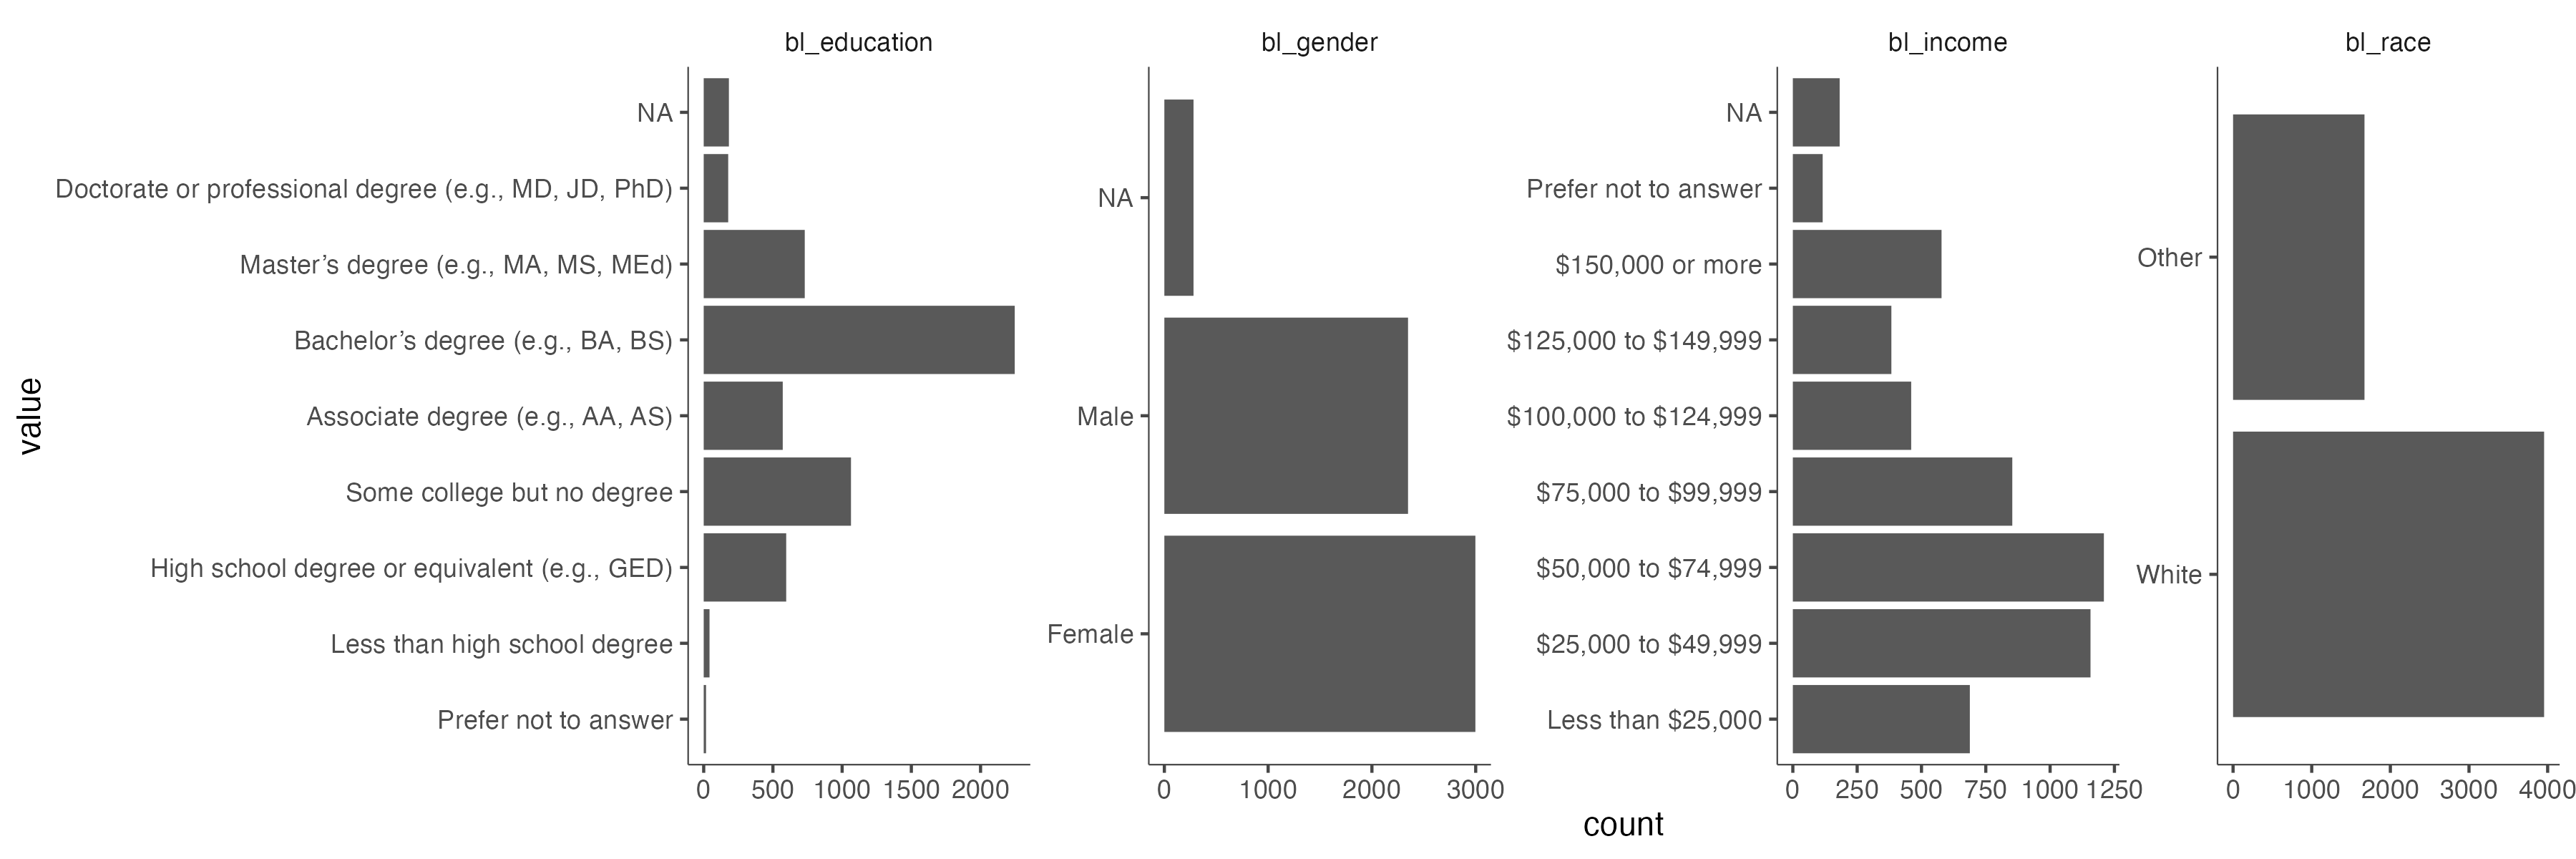 bl_education
bl_gender
bl_income
bl_race
value
NA
Doctorate or professional degree (e.g., MD, JD, PhD)
Master’s degree (e.g., MA, MS, MEd)
Bachelor’s degree (e.g., BA, BS)
Associate degree (e.g., AA, AS)
Some college but no degree
High school degree or equivalent (e.g., GED)
Less than high school degree
Prefer not to answer
0 500 1000 1500 2000
NA
Male
Female
0 1000 2000 3000
NA
Prefer not to answer
$150,000 or more
$125,000 to $149,999
$100,000 to $124,999
$75,000 to $99,999
$50,000 to $74,999
$25,000 to $49,999
Less than $25,000
0 250 500 750 1000 1250
Other
White
0 1000 2000 3000 4000
count